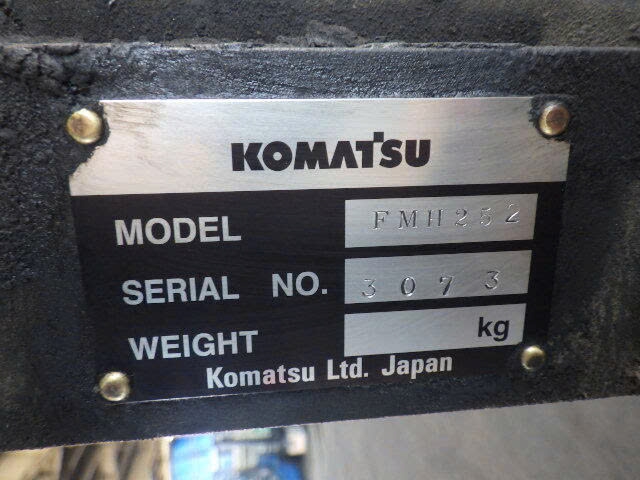 KOMATSU
MODEL FMH252
SERIAL NO. 3073
WEIGHT kg
Komatsu Ltd. Japan